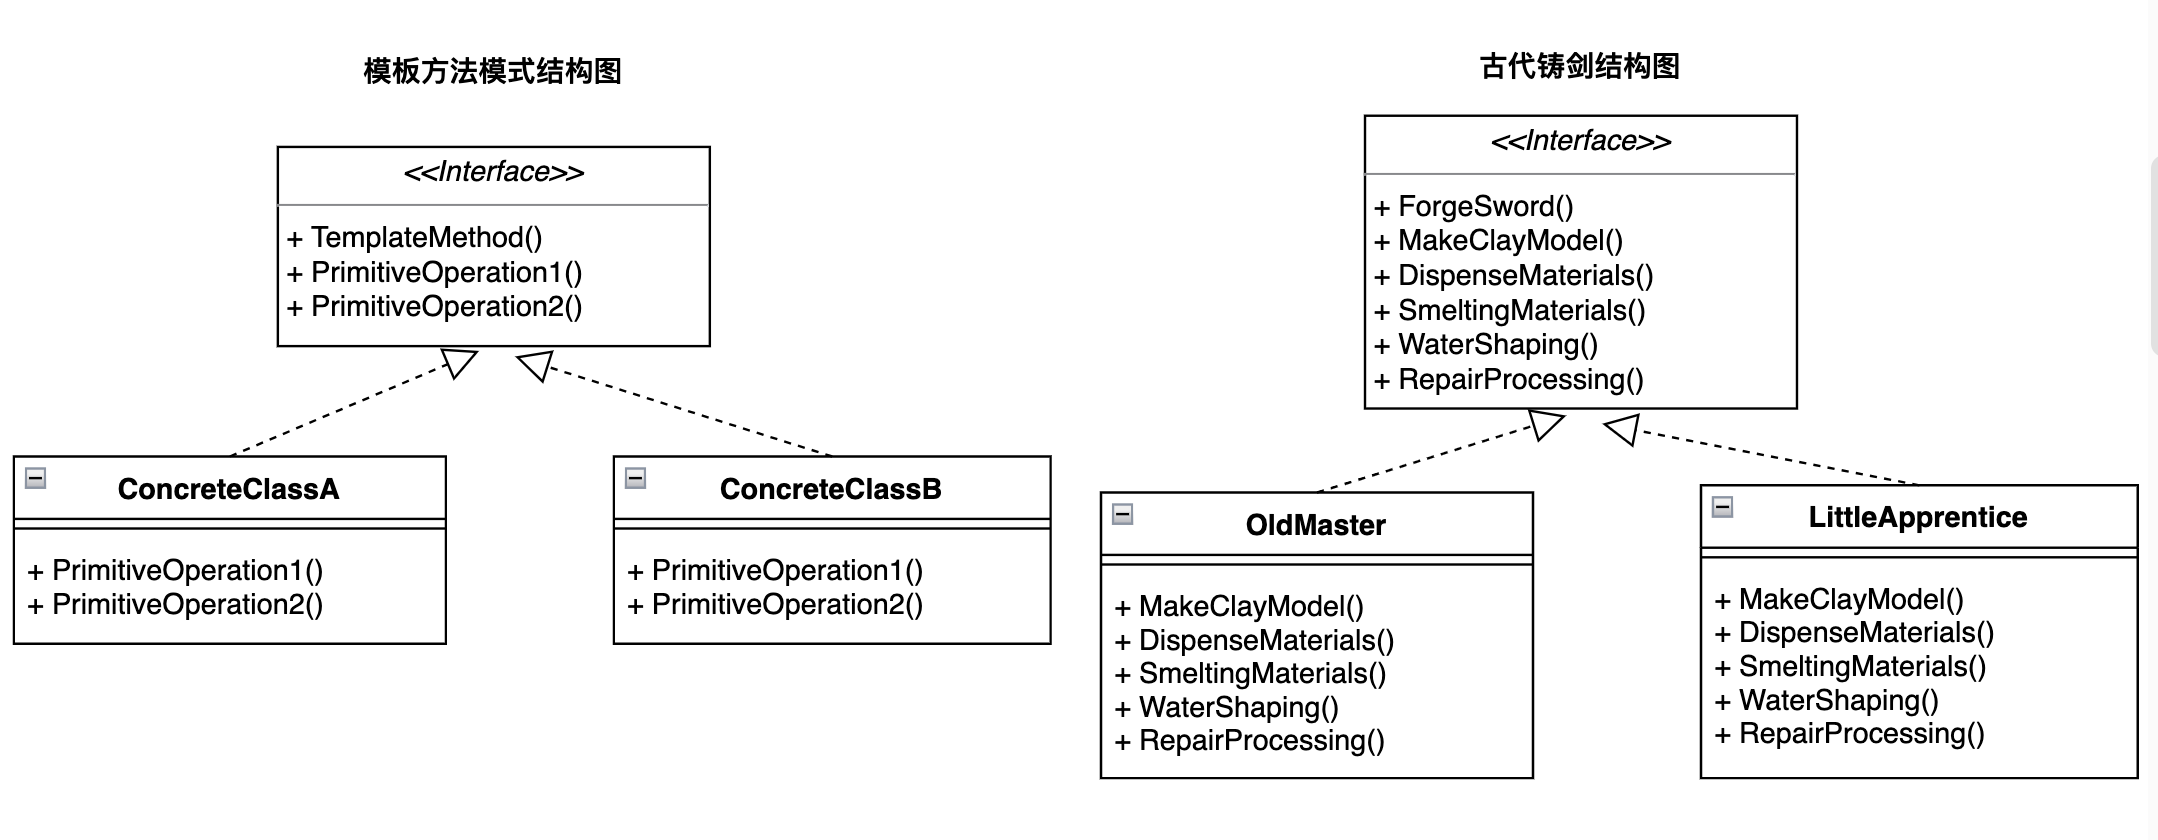 模板方法模式结构图
<<Interface>>
+ TemplateMethod()
+ PrimitiveOperation1()
+ PrimitiveOperation2()
ConcreteClassA
+ PrimitiveOperation1()
+ PrimitiveOperation2()
ConcreteClassB
+ PrimitiveOperation1()
+ PrimitiveOperation2()
古代铸剑结构图
<<Interface>>
+ ForgeSword()
+ MakeClayModel()
+ DispenseMaterials()
+ SmeltingMaterials()
+ WaterShaping()
+ RepairProcessing()
OldMaster
+ MakeClayModel()
+ DispenseMaterials()
+ SmeltingMaterials()
+ WaterShaping()
+ RepairProcessing()
LittleApprentice
+ MakeClayModel()
+ DispenseMaterials()
+ SmeltingMaterials()
+ WaterShaping()
+ RepairProcessing()